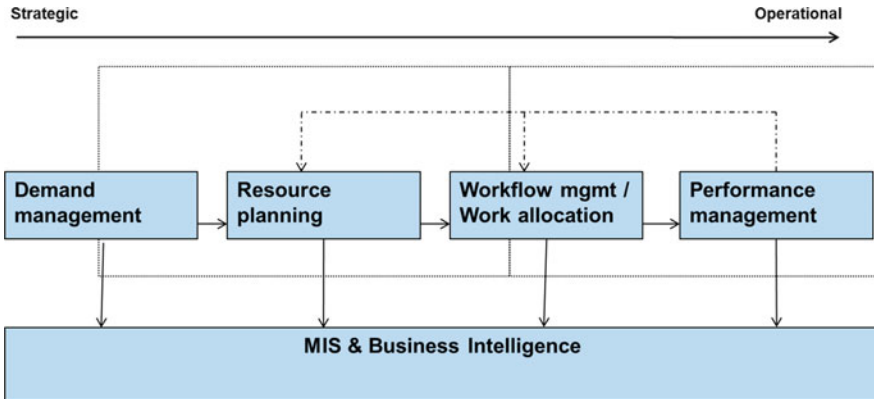 Strategic
Operational
Demand
management
Resource
planning
Workflow mgmt /
Work allocation
Performance
management
MIS & Business Intelligence